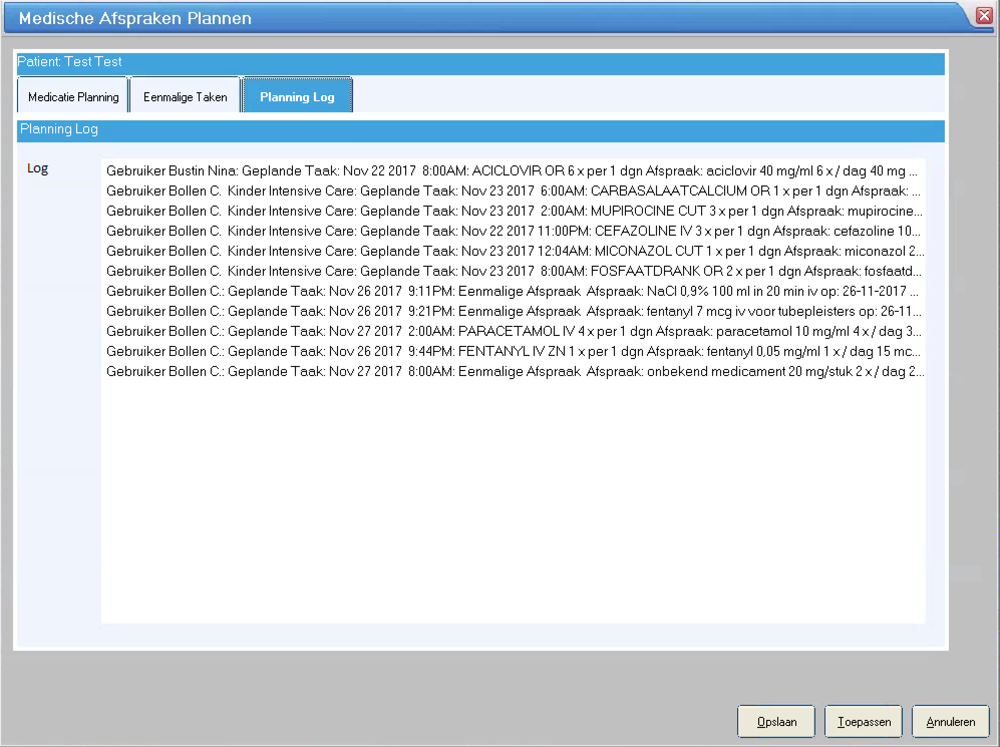 Medische Afspraken Plannen
Patient: Test Test
Medicatie Planning
Eenmalige Taken
Planning Log
Planning Log
Log
Gebruiker Bustin Nina: Geplande Taak: Nov 22 2017  8:00AM: ACICLOVIR OR 6 x per 1 dgn Afspraak: aciclovir 40 mg/ml 6 x / dag 40 mg ...
Gebruiker Bollen C.  Kinder Intensive Care: Geplande Taak: Nov 23 2017  6:00AM: CARBASALAATCALCIUM OR 1 x per 1 dgn Afspraak: ...
Gebruiker Bollen C.  Kinder Intensive Care: Geplande Taak: Nov 23 2017  2:00AM: MUPIROCINE CUT 3 x per 1 dgn Afspraak: mupirocine...
Gebruiker Bollen C.  Kinder Intensive Care: Geplande Taak: Nov 22 2017 11:00PM: CEFAZOLINE IV 3 x per 1 dgn Afspraak: cefazoline 10...
Gebruiker Bollen C.  Kinder Intensive Care: Geplande Taak: Nov 23 2017 12:04AM: MICONAZOL CUT 1 x per 1 dgn Afspraak: miconazol 2...
Gebruiker Bollen C.  Kinder Intensive Care: Geplande Taak: Nov 23 2017  8:00AM: FOSFAATDRANK OR 2 x per 1 dgn Afspraak: fosfaatd...
Gebruiker Bollen C.: Geplande Taak: Nov 26 2017  9:11PM: Eenmalige Afspraak  Afspraak: NaCl 0,9% 100 ml in 20 min iv op: 26-11-2017 ...
Gebruiker Bollen C.: Geplande Taak: Nov 26 2017  9:21PM: Eenmalige Afspraak  Afspraak: fentanyl 7 mcg iv voor tubepleisters op: 26-11...
Gebruiker Bollen C.: Geplande Taak: Nov 27 2017  2:00AM: PARACETAMOL IV 4 x per 1 dgn Afspraak: paracetamol 10 mg/ml 4 x / dag 3...
Gebruiker Bollen C.: Geplande Taak: Nov 26 2017  9:44PM: FENTANYL IV ZN 1 x per 1 dgn Afspraak: fentanyl 0,05 mg/ml 1 x / dag 15 mc...
Gebruiker Bollen C.: Geplande Taak: Nov 27 2017  8:00AM: Eenmalige Afspraak  Afspraak: onbekend medicament 20 mg/stuk 2 x / dag 2...
Opslaan
Toepassen
Annuleren